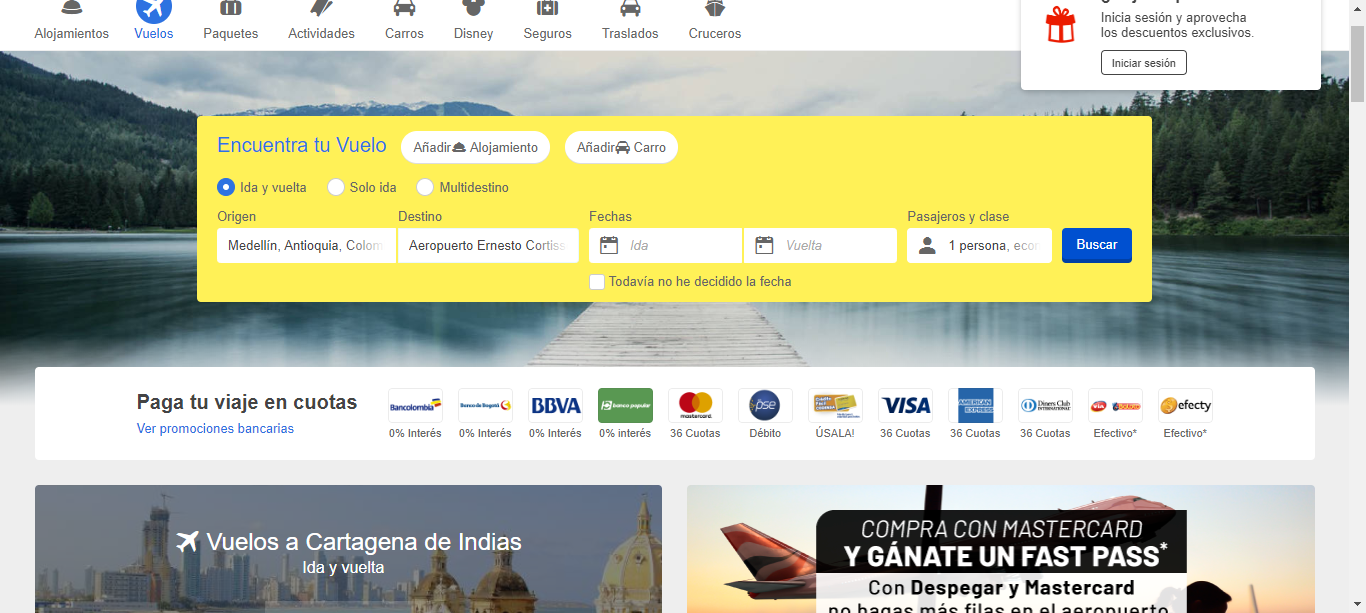 Alojamientos
Vuelos
Paquetes
Actividades
Carros
Disney
Seguros
Traslados
Cruceros
Inicia sesión y aprovecha
los descuentos exclusivos.
Iniciar sesión
Encuentra tu Vuelo
Añadir Alojamiento
Añadir Carro
Ida y vuelta
Solo ida
Multidestino
Origen
Destino
Fechas
Pasajeros y clase
Medellín, Antioquia, Colom
Aeropuerto Ernesto Cortiss
Ida
Vuelta
1 persona, econ
Buscar
Todavía no he decidido la fecha
Paga tu viaje en cuotas
Ver promociones bancarias
Bancolombia
0% Interés
Banco de Bogotá
0% Interés
BBVA
0% Interés
banco popular
0% interés
mastercard
36 Cuotas
pse
Débito
ÚSALA!
VISA
36 Cuotas
AMERICAN EXPRESS
36 Cuotas
Diners Club
INTERNATIONAL
36 Cuotas
via
Efectivo*
efecty
Efectivo*
Vuelos a Cartagena de Indias
Ida y vuelta
COMPRA CON MASTERCARD
Y GÁNATE UN FAST PASS*
Con Despegar y Mastercard
no hagas más filas en el aeropuerto